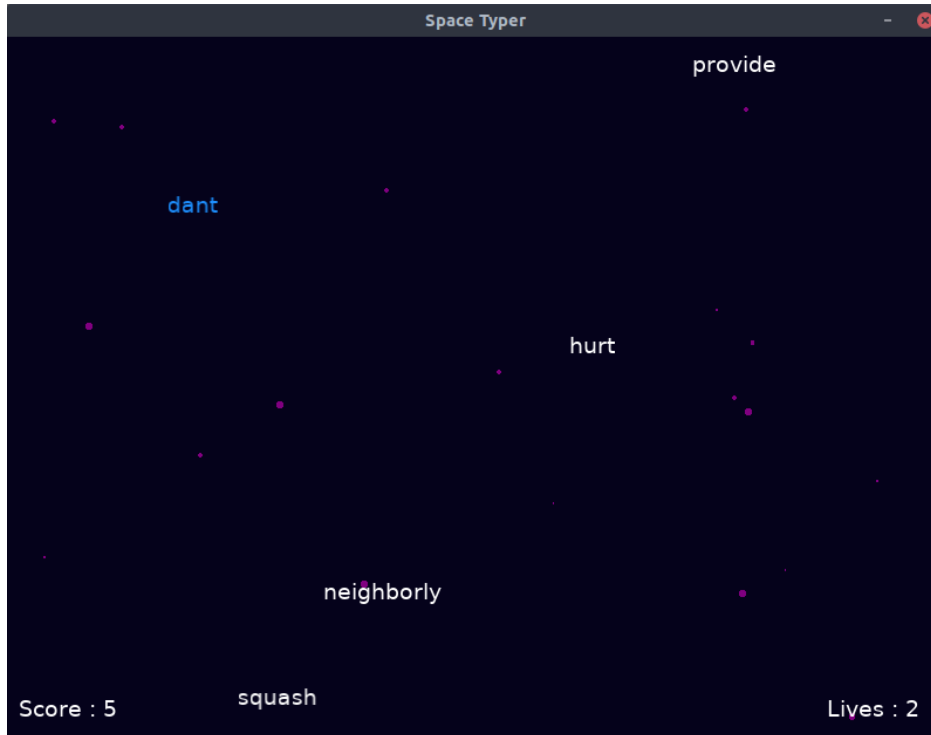 Space Typer
provide
dant
hurt
neighborly
squash
Score : 5
Lives : 2